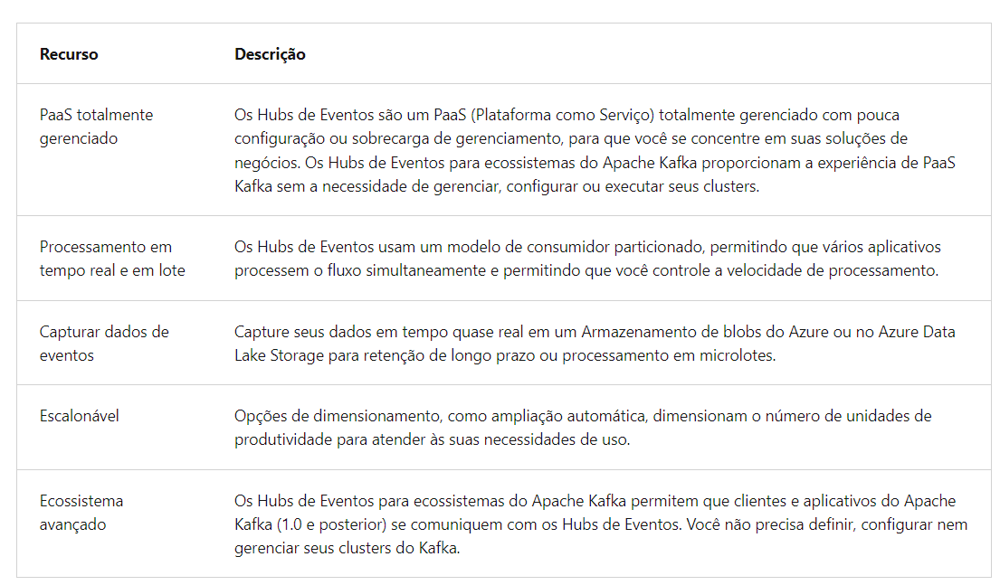 Recurso
Descrição
PaaS totalmente
gerenciado
Os Hubs de Eventos são um PaaS (Plataforma como Serviço) totalmente gerenciado com pouca
configuração ou sobrecarga de gerenciamento, para que você se concentre em suas soluções de
negócios. Os Hubs de Eventos para ecossistemas do Apache Kafka proporcionam a experiência de PaaS
Kafka sem a necessidade de gerenciar, configurar ou executar seus clusters.
Processamento em
tempo real e em lote
Os Hubs de Eventos usam um modelo de consumidor particionado, permitindo que vários aplicativos
processem o fluxo simultaneamente e permitindo que você controle a velocidade de processamento.
Capturar dados de
eventos
Capture seus dados em tempo quase real em um Armazenamento de blobs do Azure ou no Azure Data
Lake Storage para retenção de longo prazo ou processamento em microlotes.
Escalonável
Opções de dimensionamento, como ampliação automática, dimensionam o número de unidades de
produtividade para atender às suas necessidades de uso.
Ecossistema
avançado
Os Hubs de Eventos para ecossistemas do Apache Kafka permitem que clientes e aplicativos do Apache
Kafka (1.0 e posterior) se comuniquem com os Hubs de Eventos. Você não precisa definir, configurar nem
gerenciar seus clusters do Kafka.